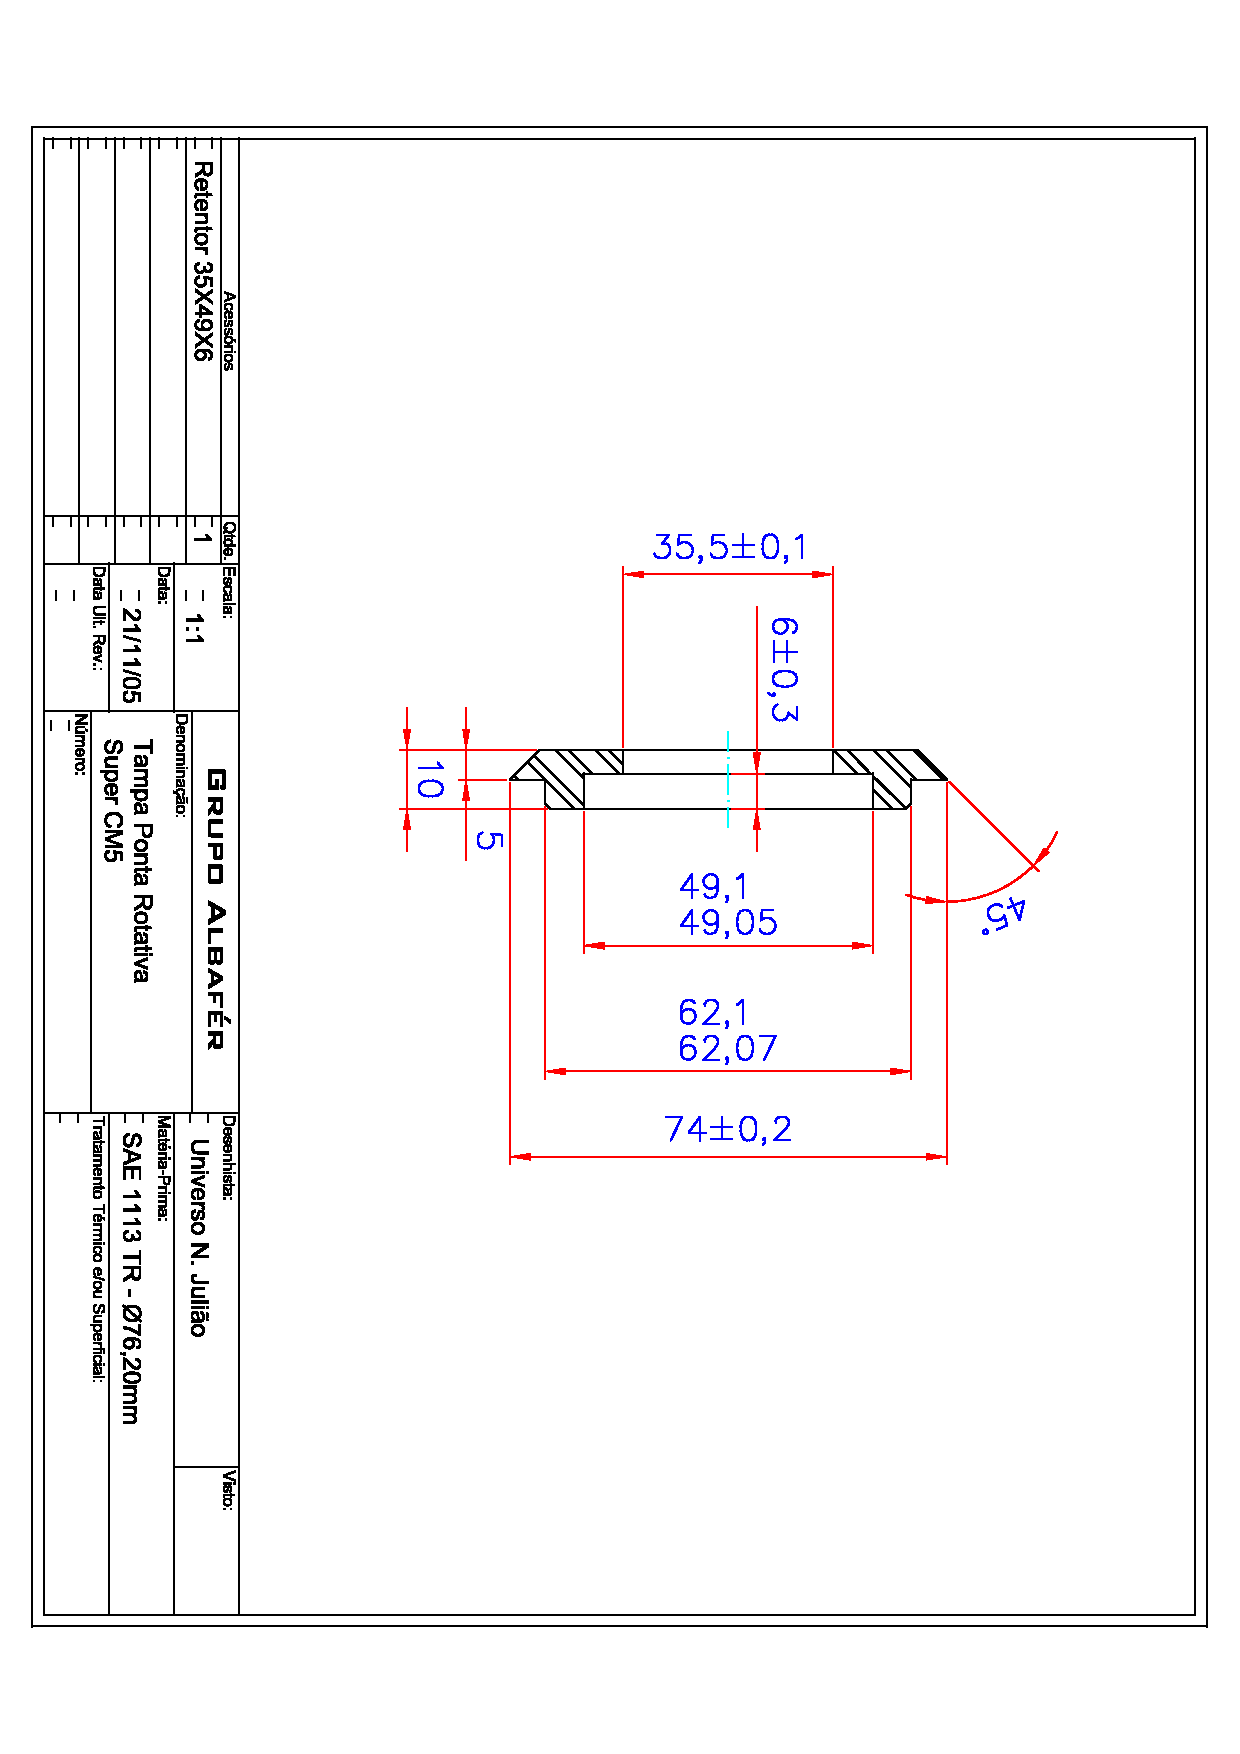 35,5±0,1
6±0,3
10
5
45°
49,1
49,05
62,1
62,07
74±0,2
Acessórios
Qtde.
Retentor 35X49X6
1
Escala:
1:1
Data:
21/11/05
Data Ult. Rev.:
GRUPO ALBAFÉR
Denominação:
Tampa Ponta Rotativa
Super CM5
Número:
Desenhista:
Universo N. Julião
Visto:
Matéria-Prima:
SAE 1113 TR - Ø76,20mm
Tratamento Térmico e/ou Superficial: